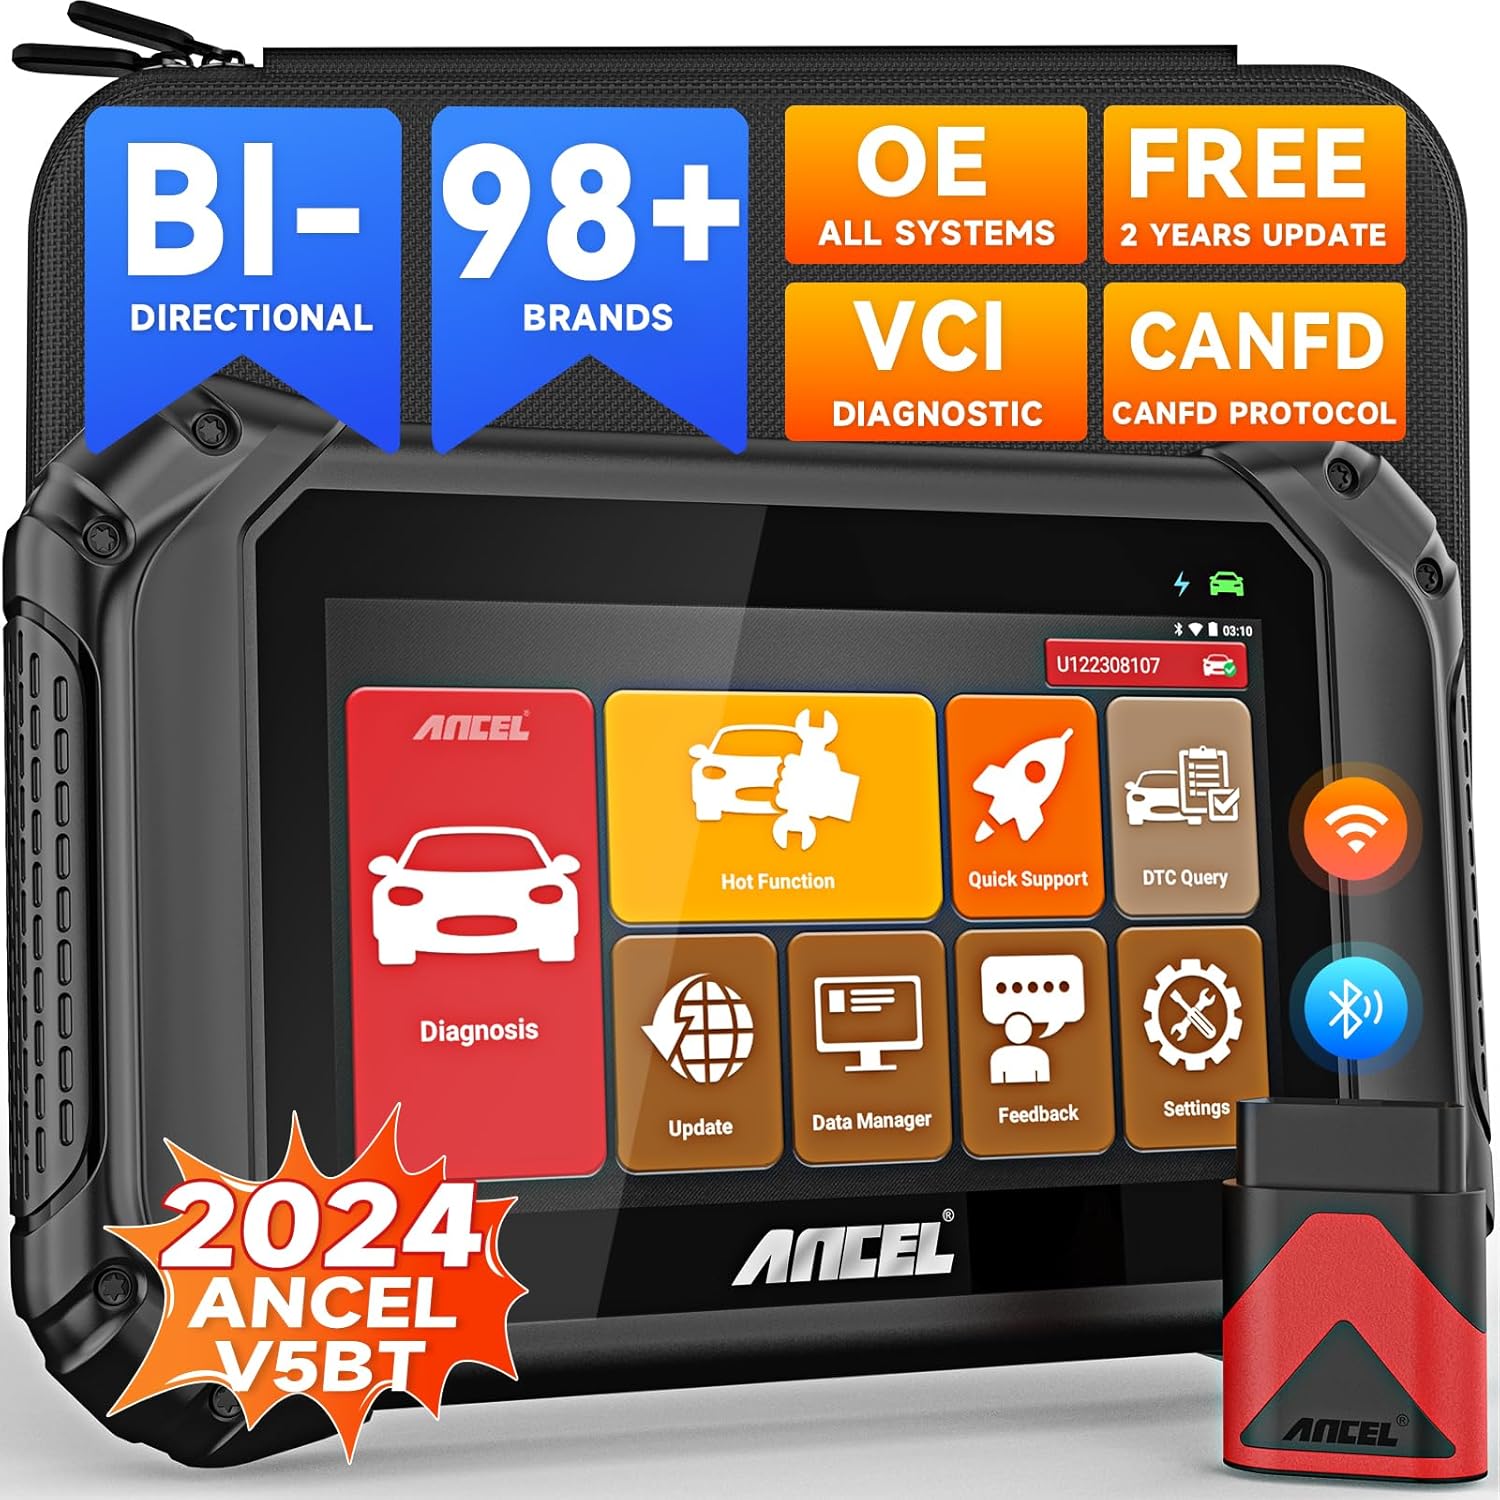 BI-
DIRECTIONAL
98+
BRANDS
OE
ALL SYSTEMS
FREE
2 YEARS UPDATE
VCI
DIAGNOSTIC
CANFD
CANFD PROTOCOL
03:10
U122308107
ANCEL®
Diagnosis
Hot Function
Quick Support
DTC Query
Update
Data Manager
Feedback
Settings
ANCEL®
2024
ANCEL
V5BT
ANCEL®